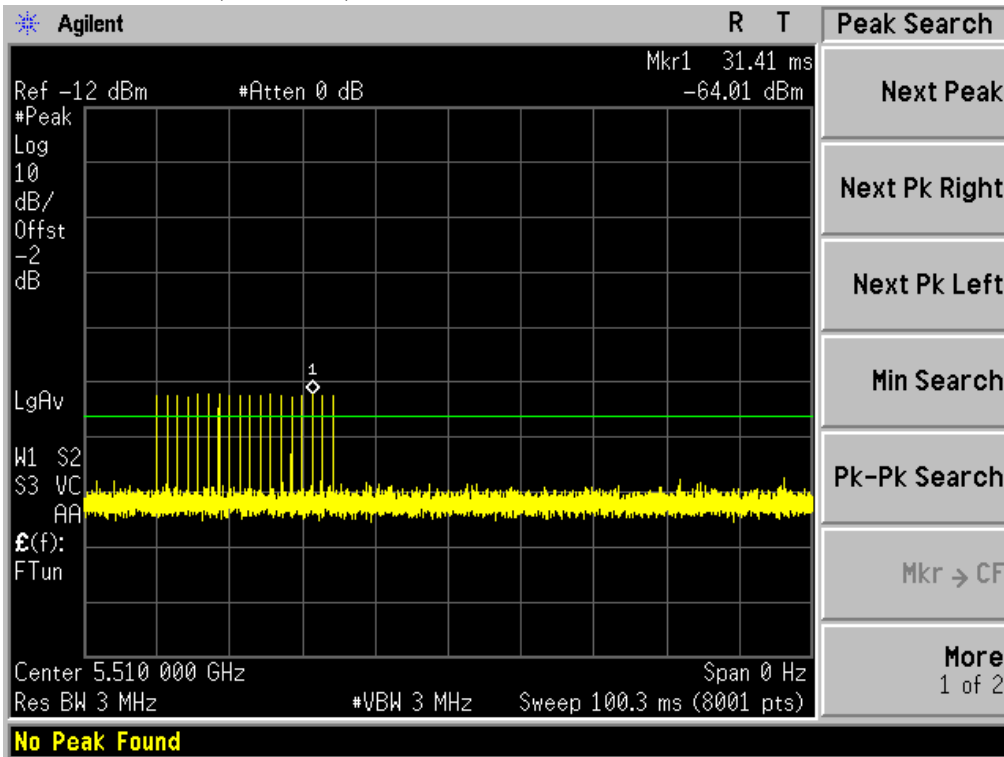 Agilent R T
Peak Search
Mkr1 31.41 ms
Ref -12 dBm #Atten 0 dB -64.01 dBm
#Peak
Log
10
dB/
Offst
-2
dB
1
LgAv
W1 S2
S3 VC
AA
£(f):
FTun
Center 5.510 000 GHz Span 0 Hz
Res BW 3 MHz #VBW 3 MHz Sweep 100.3 ms (8001 pts)
No Peak Found
Next Peak
Next Pk Right
Next Pk Left
Min Search
Pk-Pk Search
Mkr → CF
More
1 of 2